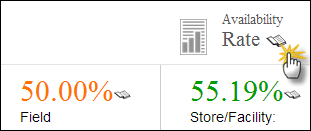 Availability
Rate
50.00%
Field
55.19%
Store/Facility: